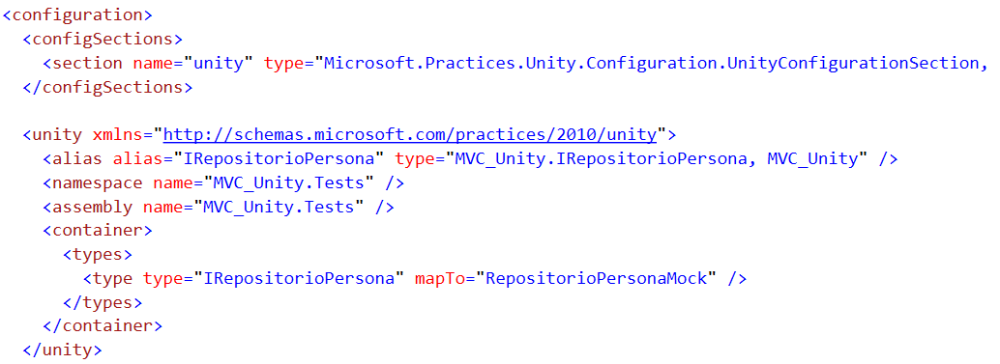 <configuration>
<configSections>
<section name="unity" type="Microsoft.Practices.Unity.Configuration.UnityConfigurationSection,
</configSections>
<unity xmlns="http://schemas.microsoft.com/practices/2010/unity">
<alias alias="IRepositorioPersona" type="MVC_Unity.IRepositorioPersona, MVC_Unity" />
<namespace name="MVC_Unity.Tests" />
<assembly name="MVC_Unity.Tests" />
<container>
<types>
<type type="IRepositorioPersona" mapTo="RepositorioPersonaMock" />
</types>
</container>
</unity>